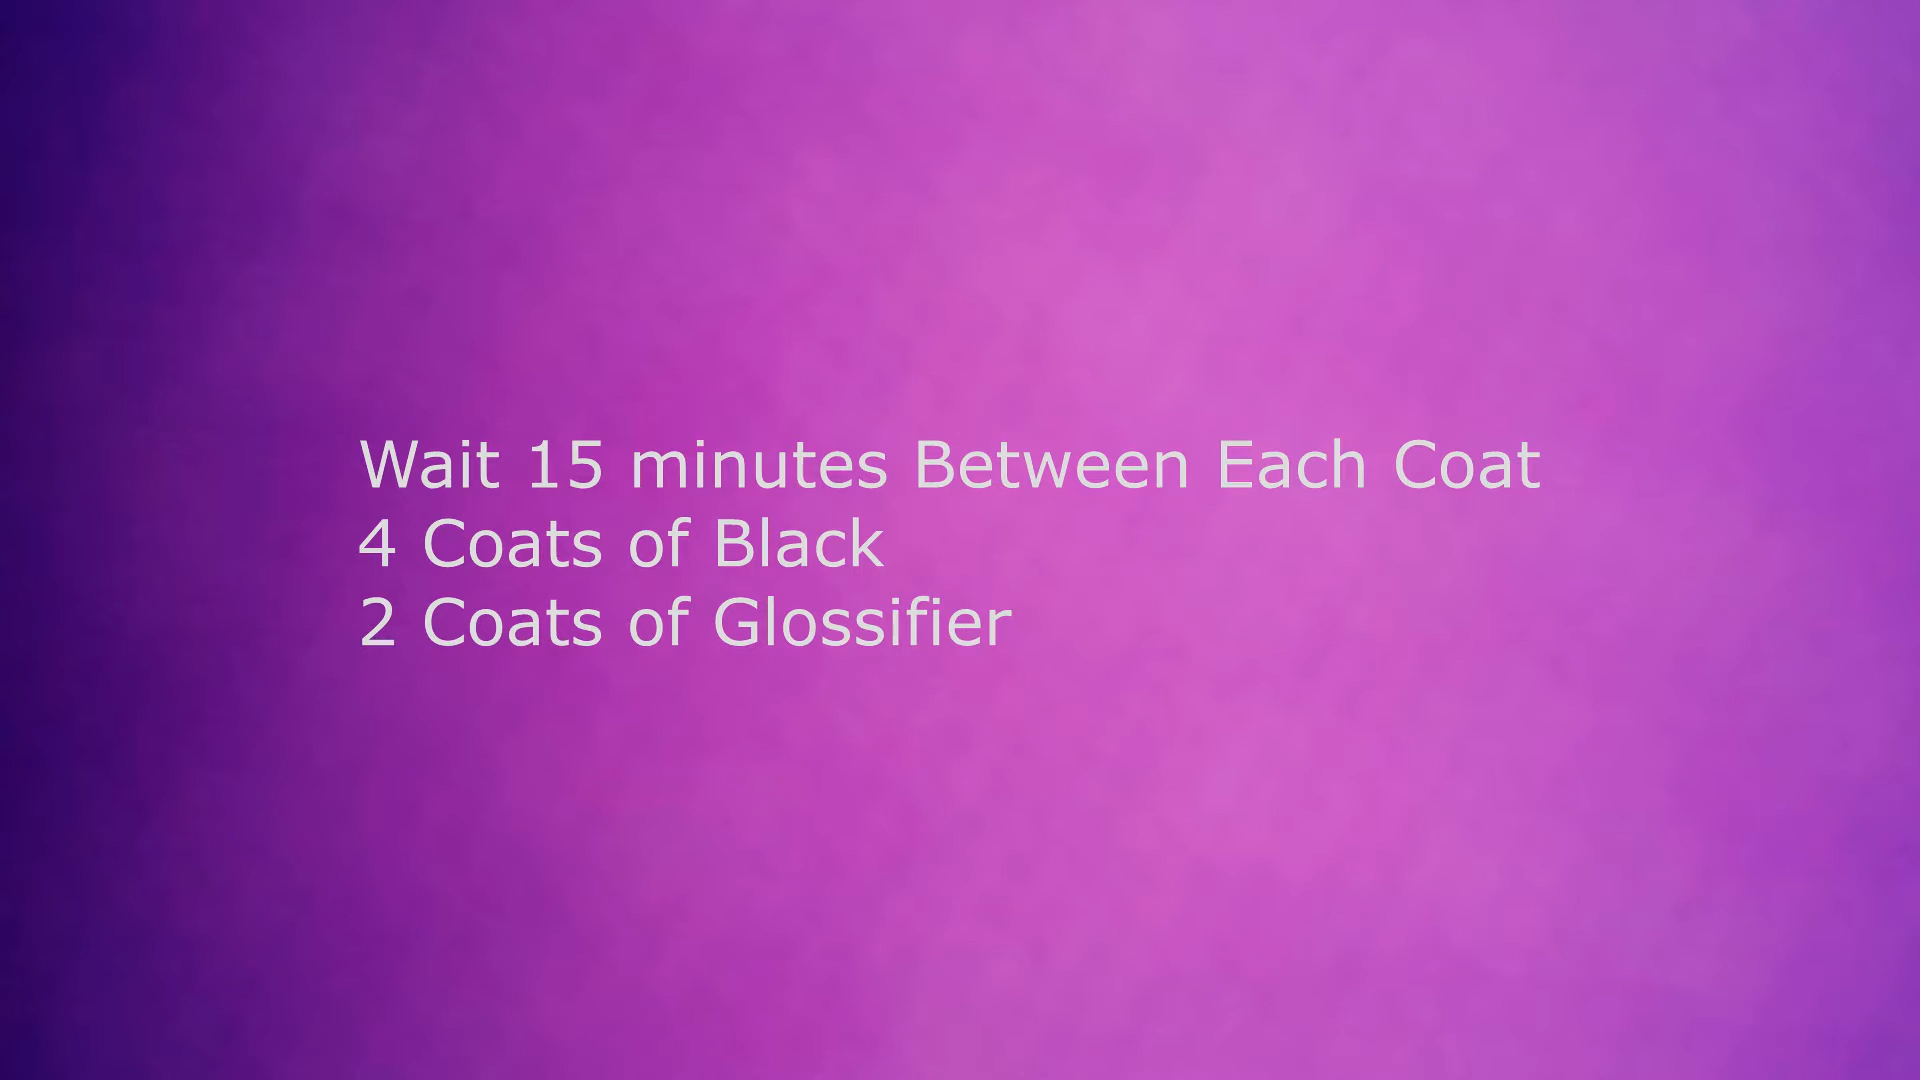 Wait 15 minutes Between Each Coat
4 Coats of Black
2 Coats of Glossifier